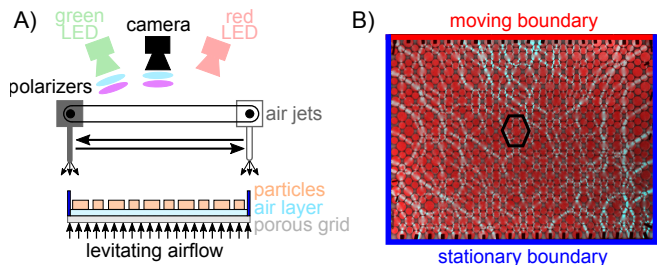 A)
green
LED
camera
red
LED
polarizers
air jets
particles
air layer
porous grid
levitating airflow
B)
moving boundary
stationary boundary